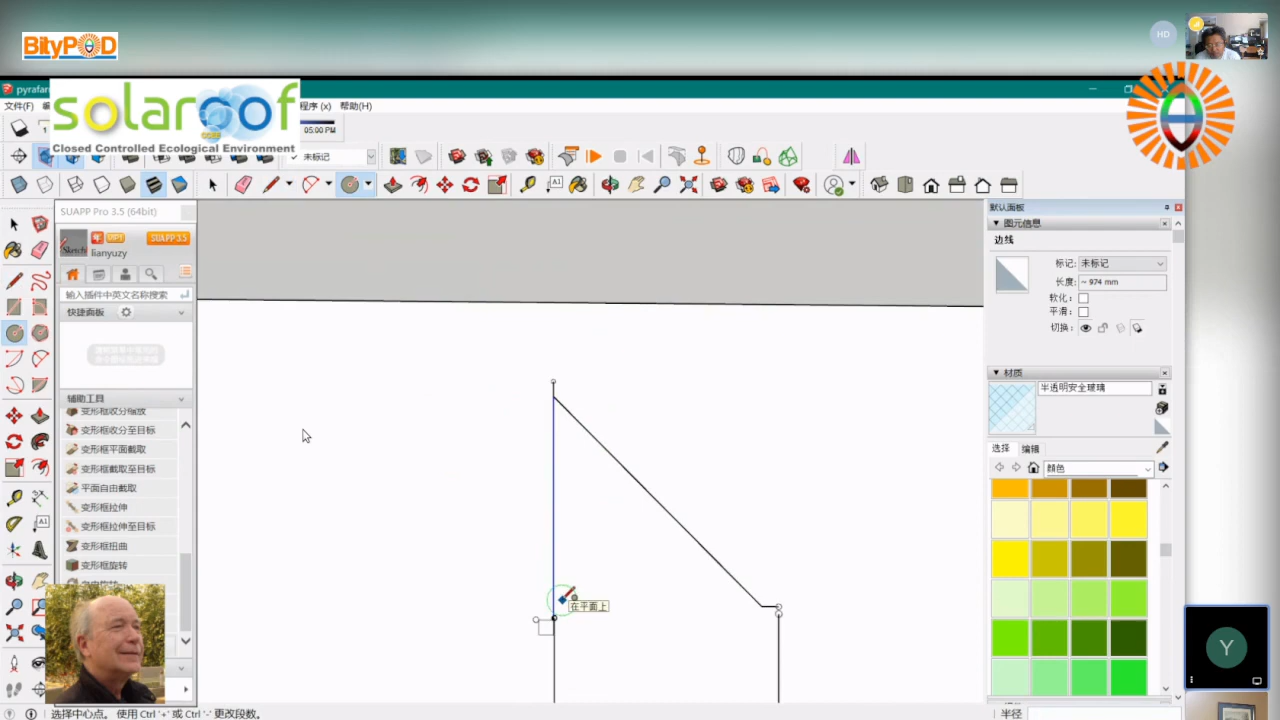 BityPOD
HD
pyrafar
solaroof
Closed Controlled Ecological Environment
文件(F)
程序 (x)
帮助(H)
05:00 PM
未标记
SUAPP Pro 3.5 (64bit)
SUAPP 3.5
lianyuzy
输入插件中英文名称搜索
快捷面板
辅助工具
变形框收分缩放
变形框收分至目标
变形框平面截取
变形框截取至目标
平面自由截取
变形框拉伸
变形框拉伸至目标
变形框扭曲
变形框旋转
在平面上
默认面板
图元信息
边线
标记:
未标记
长度:
~ 974 mm
软化:
平滑:
切换:
材质
半透明安全玻璃
选择
编辑
颜色
Y
选择中心点。 使用 Ctrl '+' 或 Ctrl '-' 更改段数。
半径